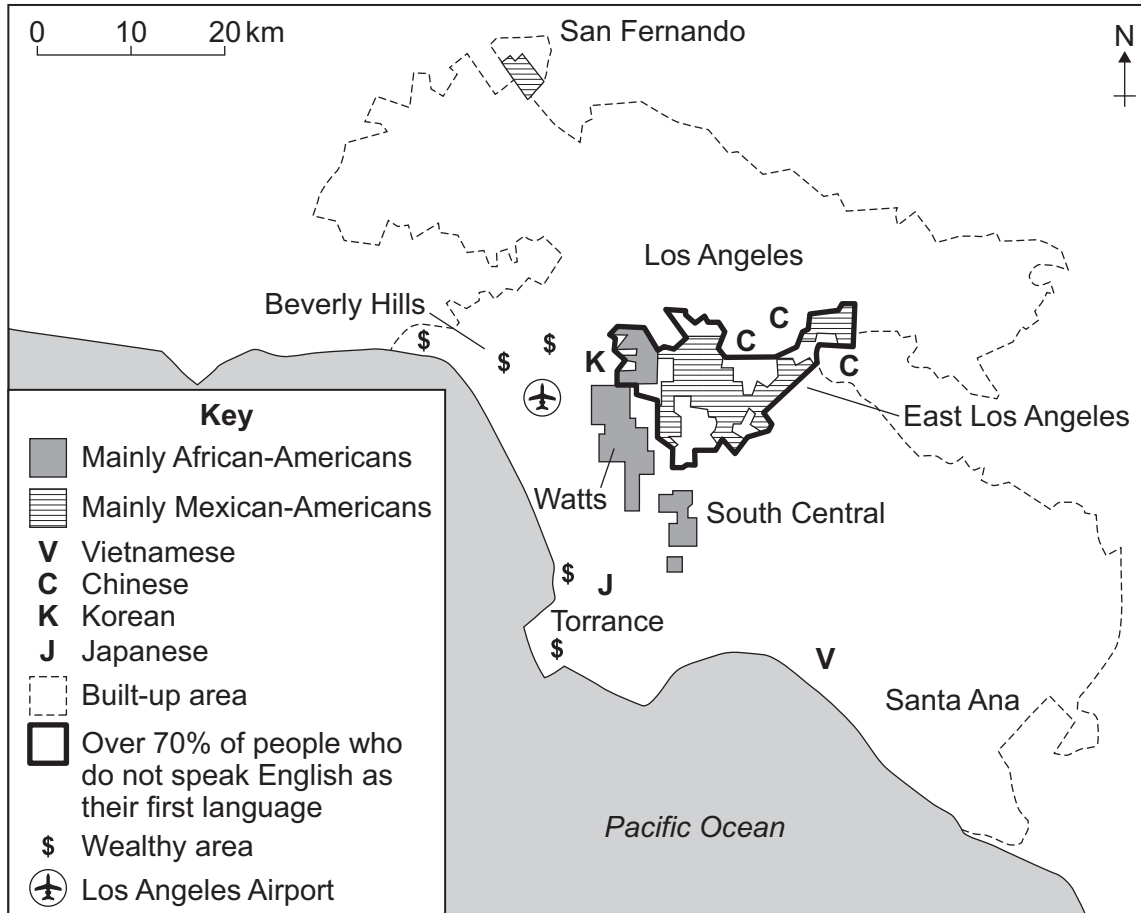 0 10 20 km
San Fernando
N
Los Angeles
Beverly Hills
$
$
$
K
C
C
C
East Los Angeles
Watts
South Central
$
J
Torrance
$
V
Santa Ana
Pacific Ocean
Key
Mainly African-Americans
Mainly Mexican-Americans
V Vietnamese
C Chinese
K Korean
J Japanese
Built-up area
Over 70% of people who
do not speak English as
their first language
$ Wealthy area
Los Angeles Airport